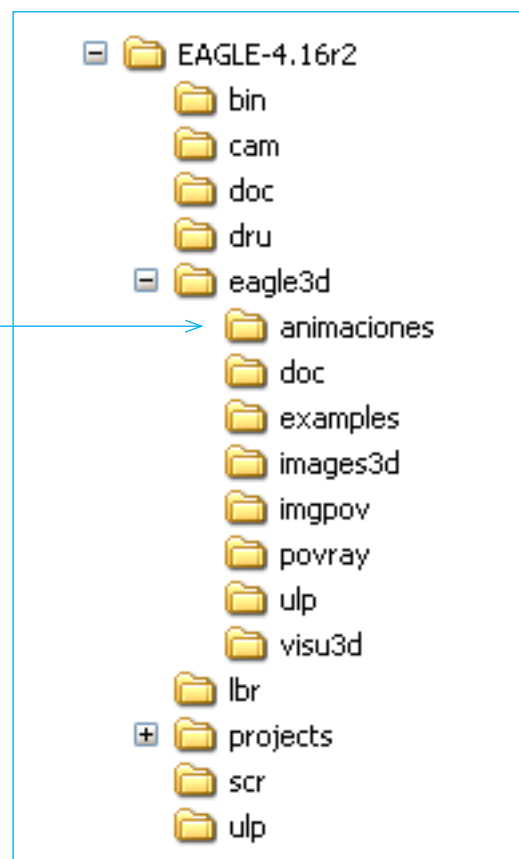 EAGLE-4.16r2
bin
cam
doc
dru
eagle3d
animaciones
doc
examples
images3d
imgpov
povray
ulp
visu3d
lbr
projects
scr
ulp